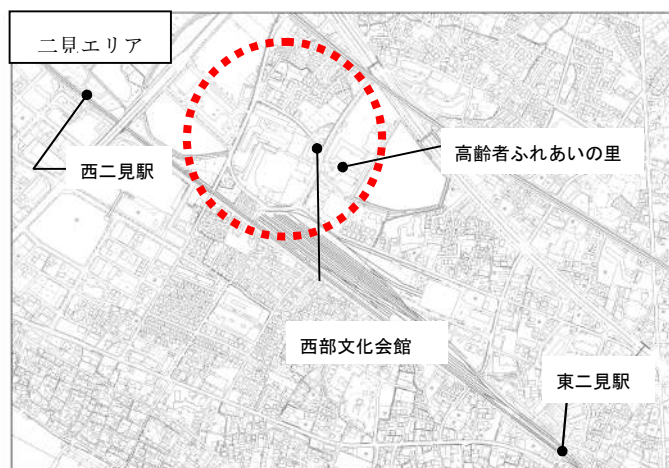 二見エリア
西二見駅
高齢者ふれあいの里
西部文化会館
東二見駅